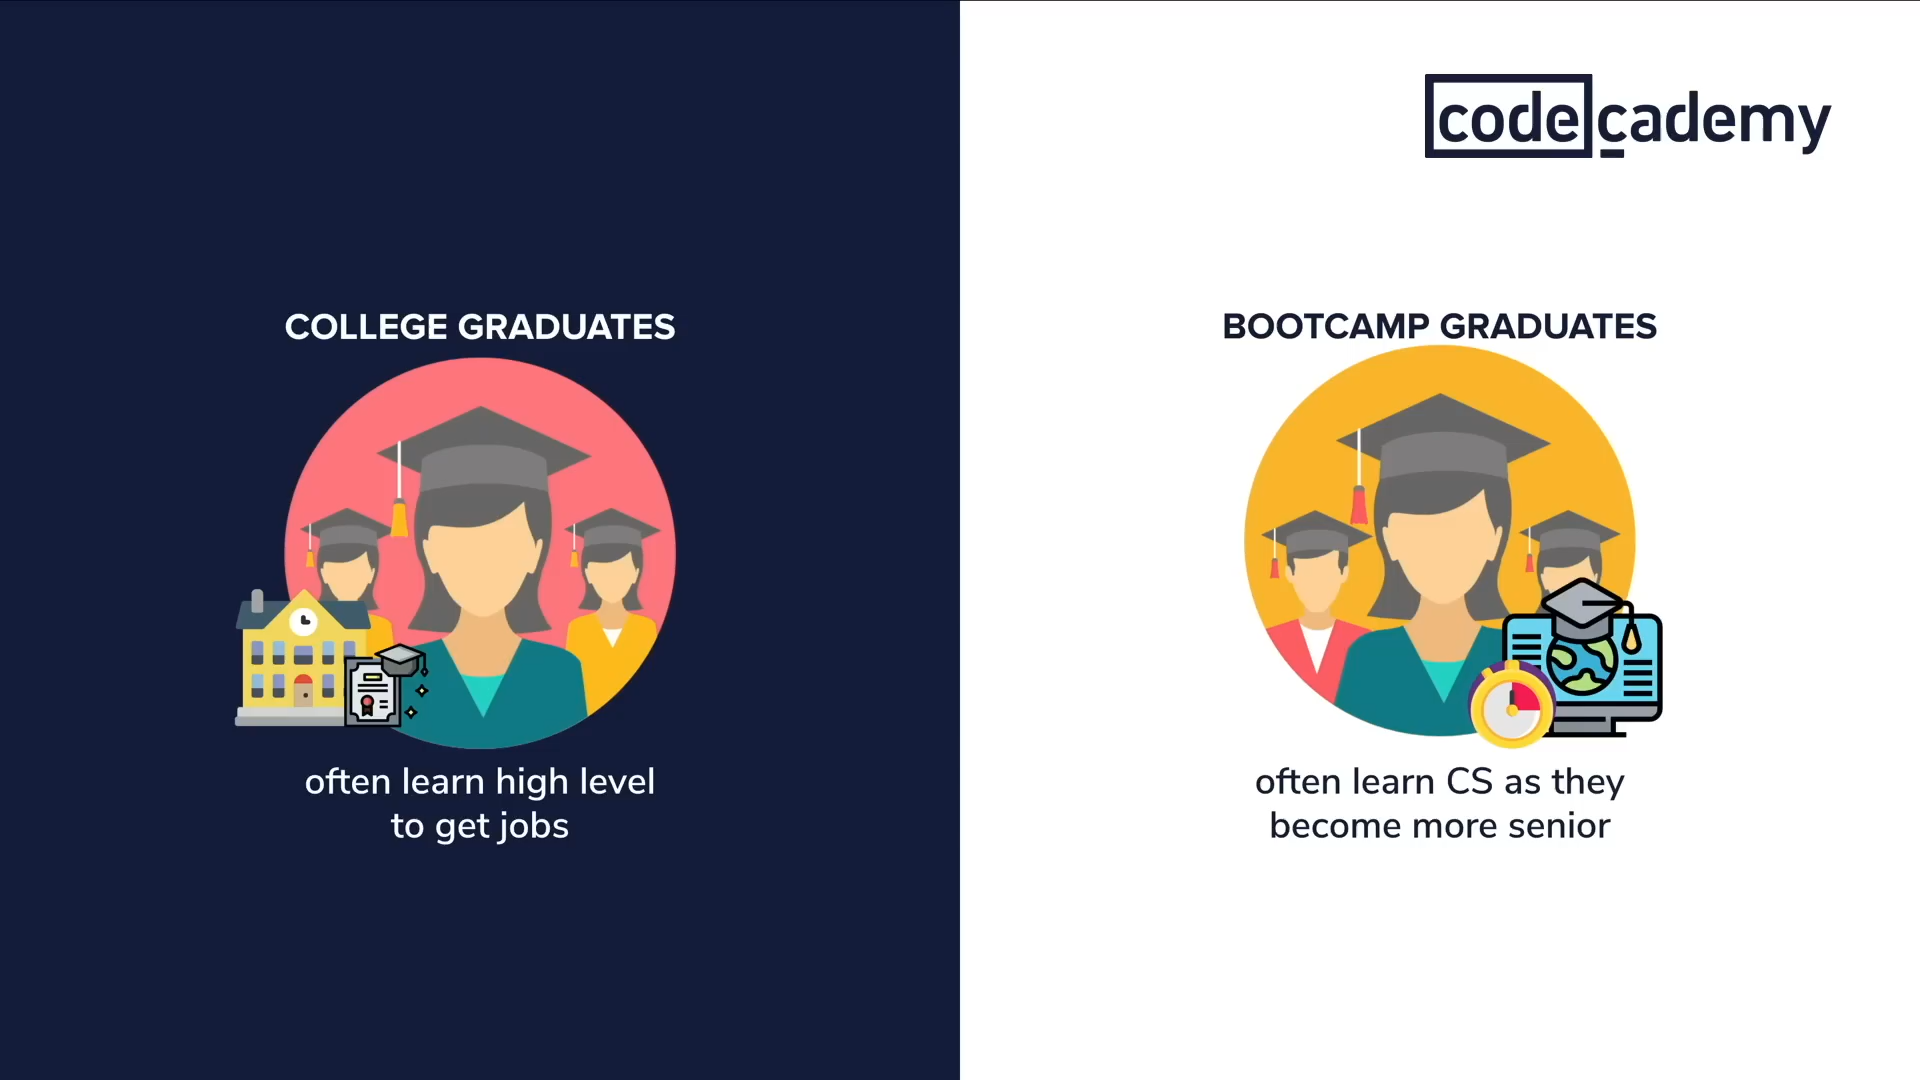 codecademy
COLLEGE GRADUATES
often learn high level
to get jobs
BOOTCAMP GRADUATES
often learn CS as they
become more senior